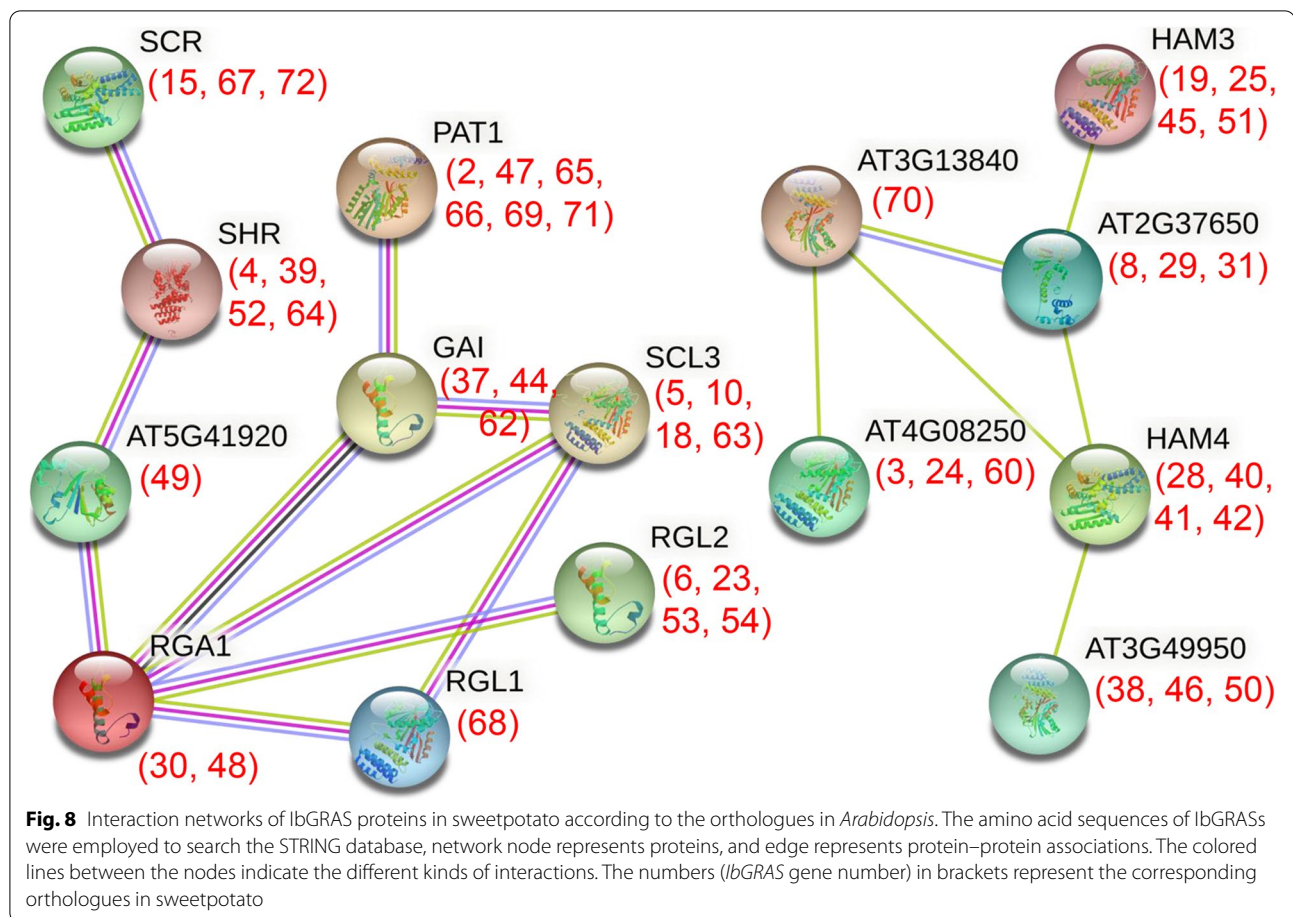 SCR
(15, 67, 72)
PAT1
(2, 47, 65,
66, 69, 71)
SHR
(4, 39,
52, 64)
GAI
(37, 44,
62)
SCL3
(5, 10,
18, 63)
AT5G41920
(49)
RGL2
(6, 23,
53, 54)
RGA1
(30, 48)
RGL1
(68)
HAM3
(19, 25,
45, 51)
AT3G13840
(70)
AT2G37650
(8, 29, 31)
AT4G08250
(3, 24, 60)
HAM4
(28, 40,
41, 42)
AT3G49950
(38, 46, 50)
Fig. 8 Interaction networks of IbGRAS proteins in sweetpotato according to the orthologues in Arabidopsis. The amino acid sequences of IbGRASs
were employed to search the STRING database, network node represents proteins, and edge represents protein–protein associations. The colored
lines between the nodes indicate the different kinds of interactions. The numbers (IbGRAS gene number) in brackets represent the corresponding
orthologues in sweetpotato